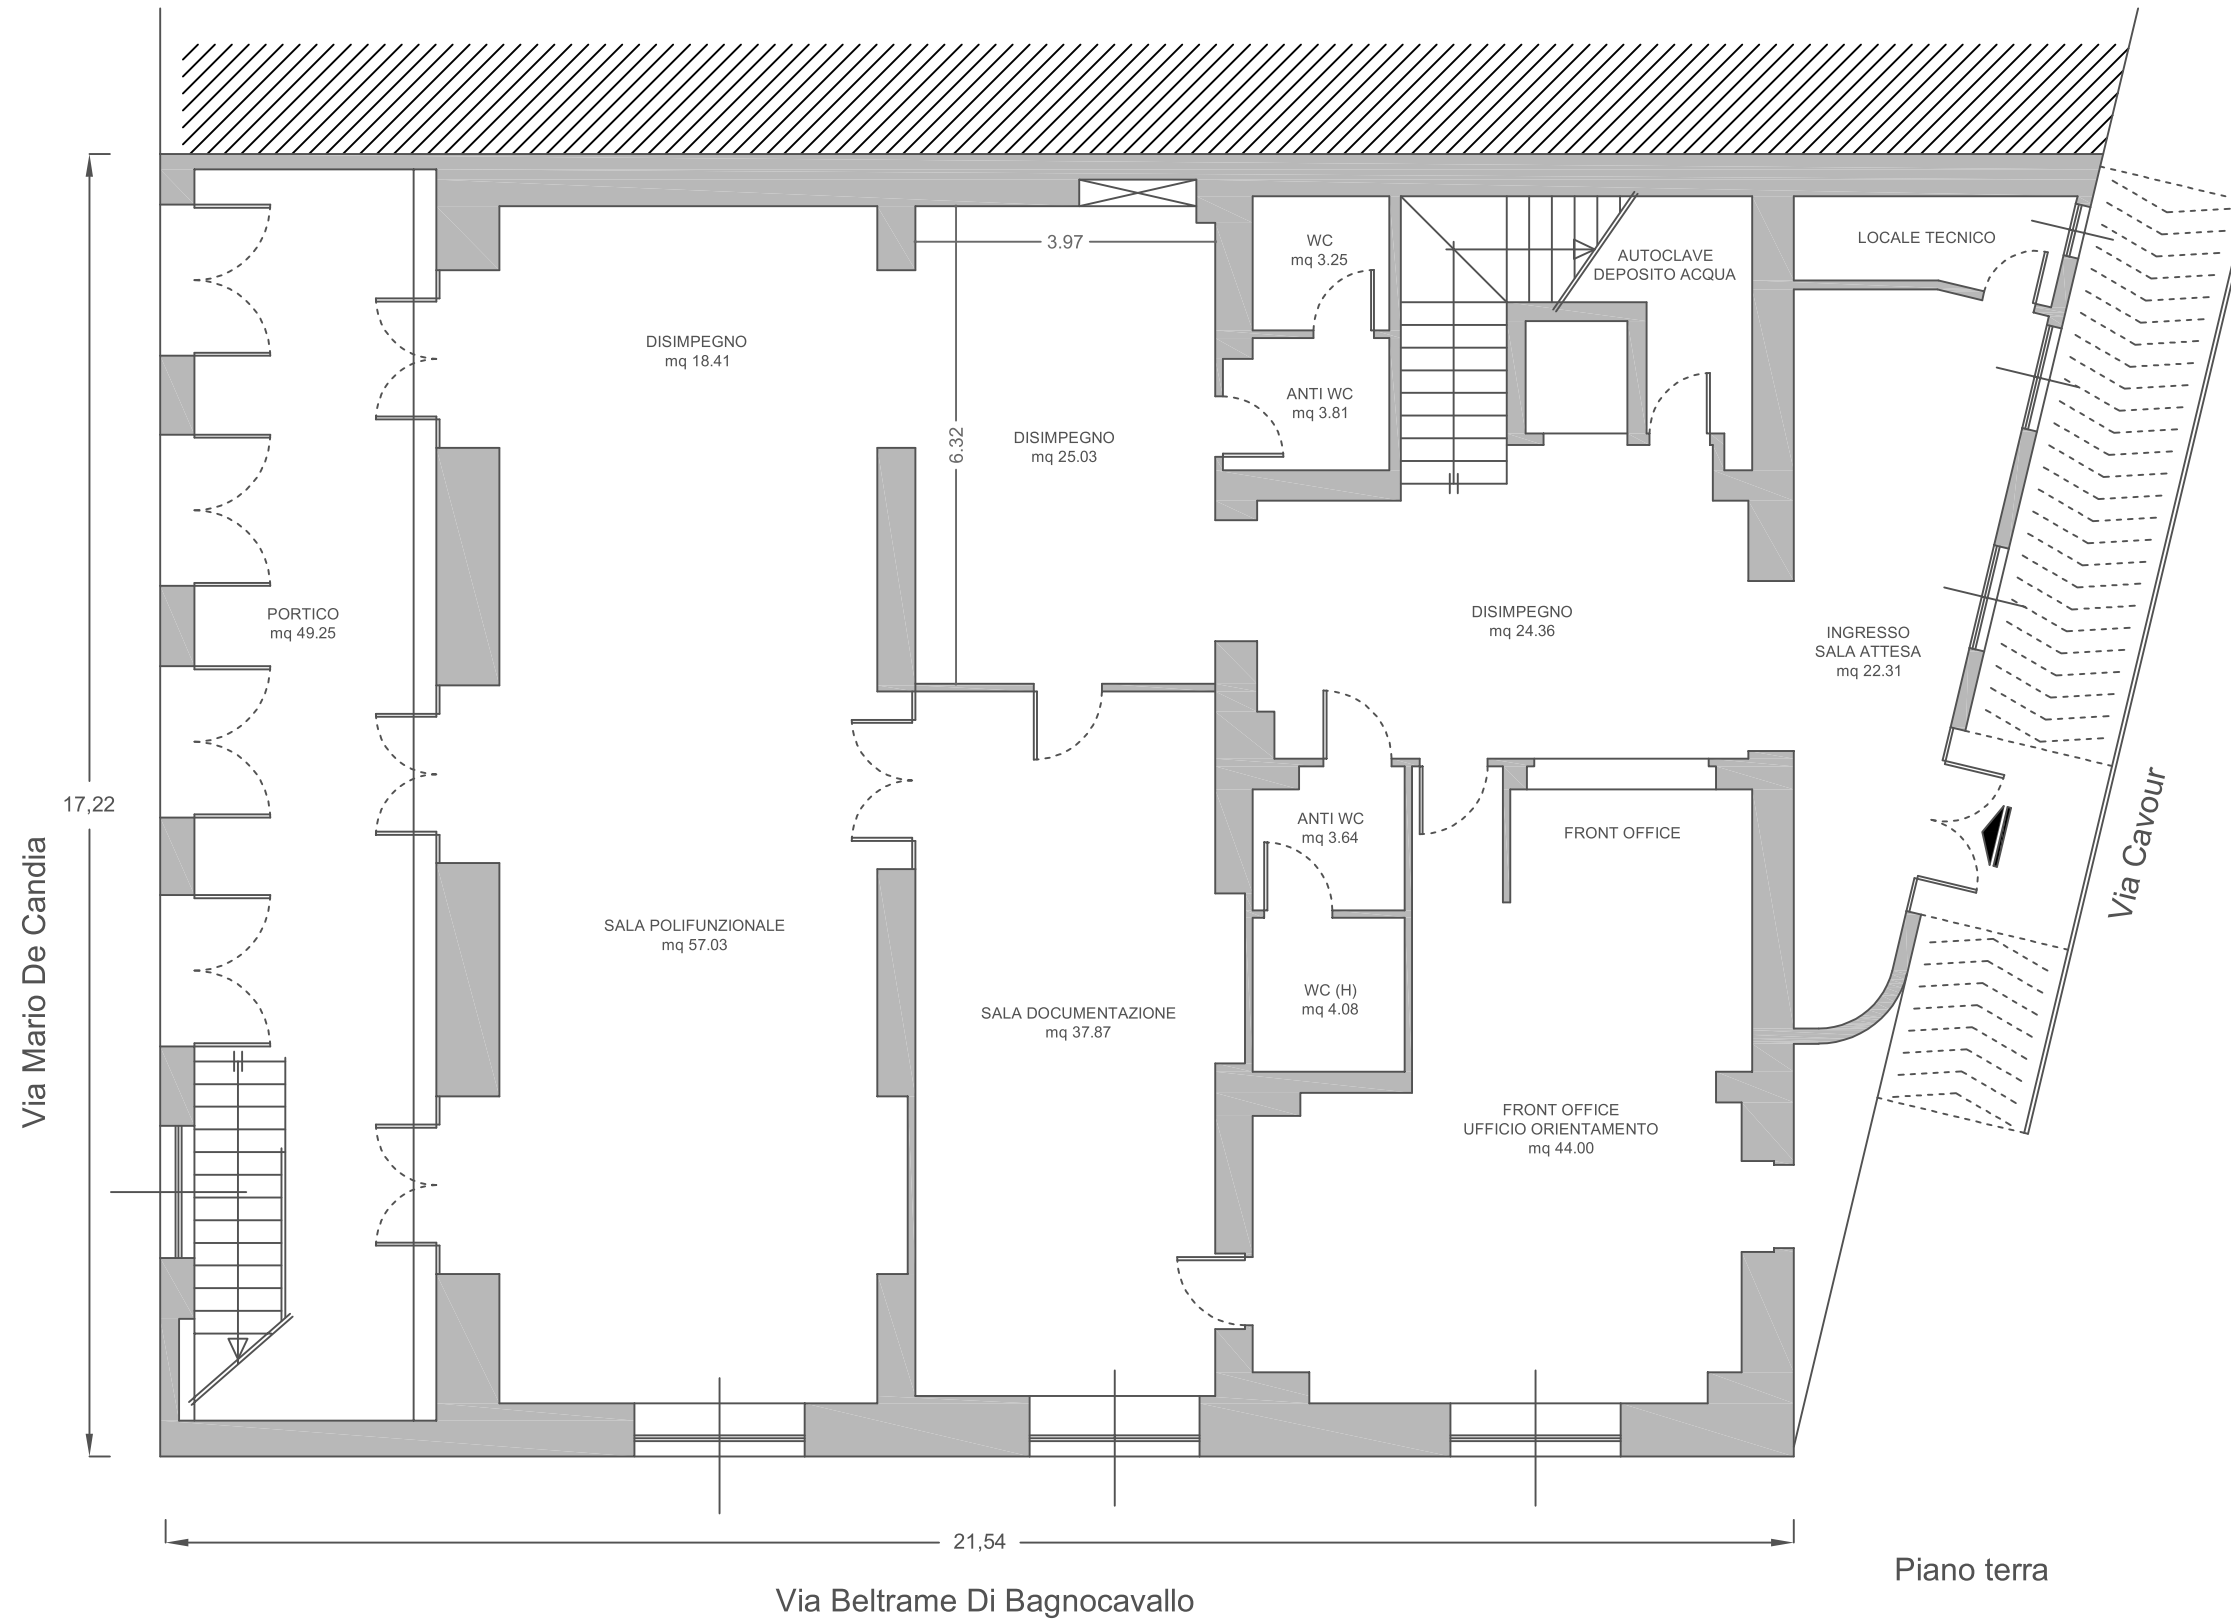 WC
mq 3.25
3.97
LOCALE TECNICO
AUTOCLAVE
DEPOSITO ACQUA
DISIMPEGNO
mq 18.41
ANTI WC
mq 3.81
DISIMPEGNO
mq 25.03
6.32
PORTICO
mq 49.25
DISIMPEGNO
mq 24.36
INGRESSO
SALA ATTESA
mq 22.31
17,22
ANTI WC
mq 3.64
FRONT OFFICE
Via Cavour
Via Mario De Candia
SALA POLIFUNZIONALE
mq 57.03
WC (H)
mq 4.08
SALA DOCUMENTAZIONE
mq 37.87
FRONT OFFICE
UFFICIO ORIENTAMENTO
mq 44.00
21,54
Piano terra
Via Beltrame Di Bagnocavallo